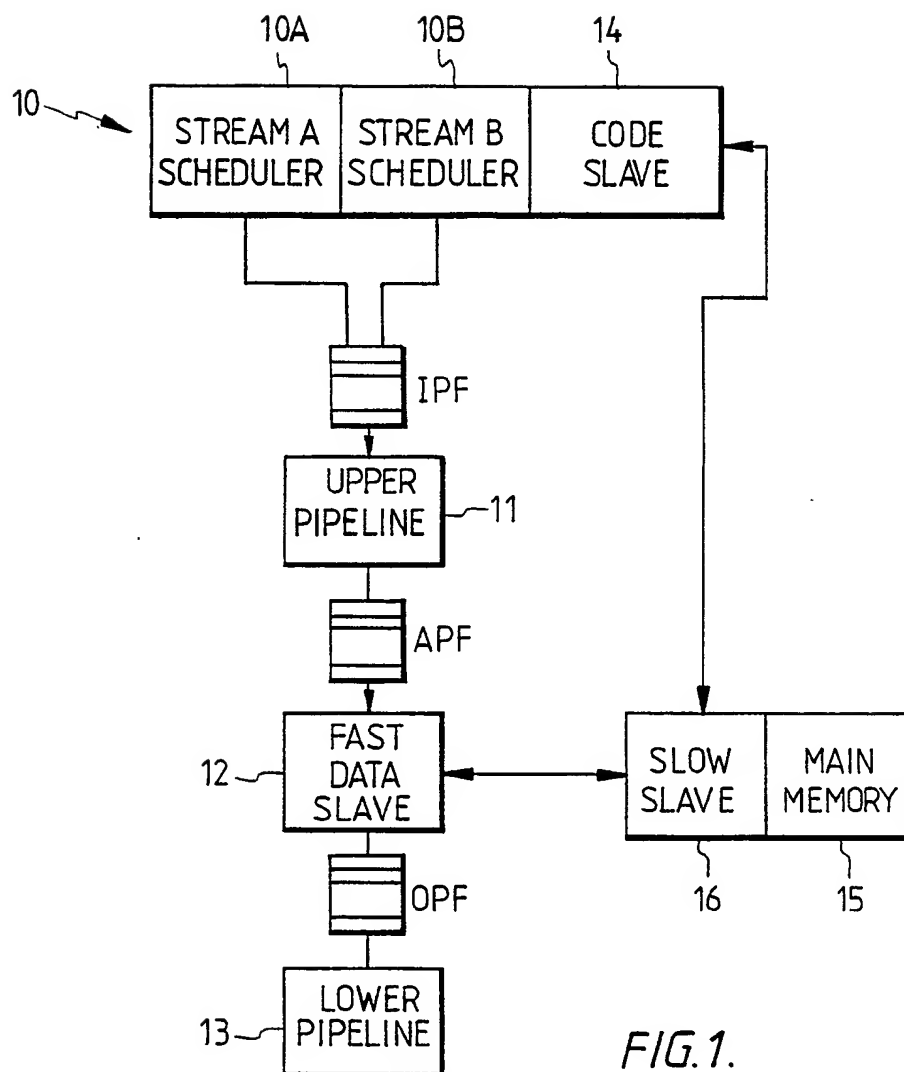 10A
10B
14
10
STREAM A
SCHEDULER
STREAM B
SCHEDULER
CODE
SLAVE
IPF
UPPER
PIPELINE
11
APF
12
FAST
DATA
SLAVE
SLOW
SLAVE
MAIN
MEMORY
16
15
OPF
13
LOWER
PIPELINE
FIG.1.